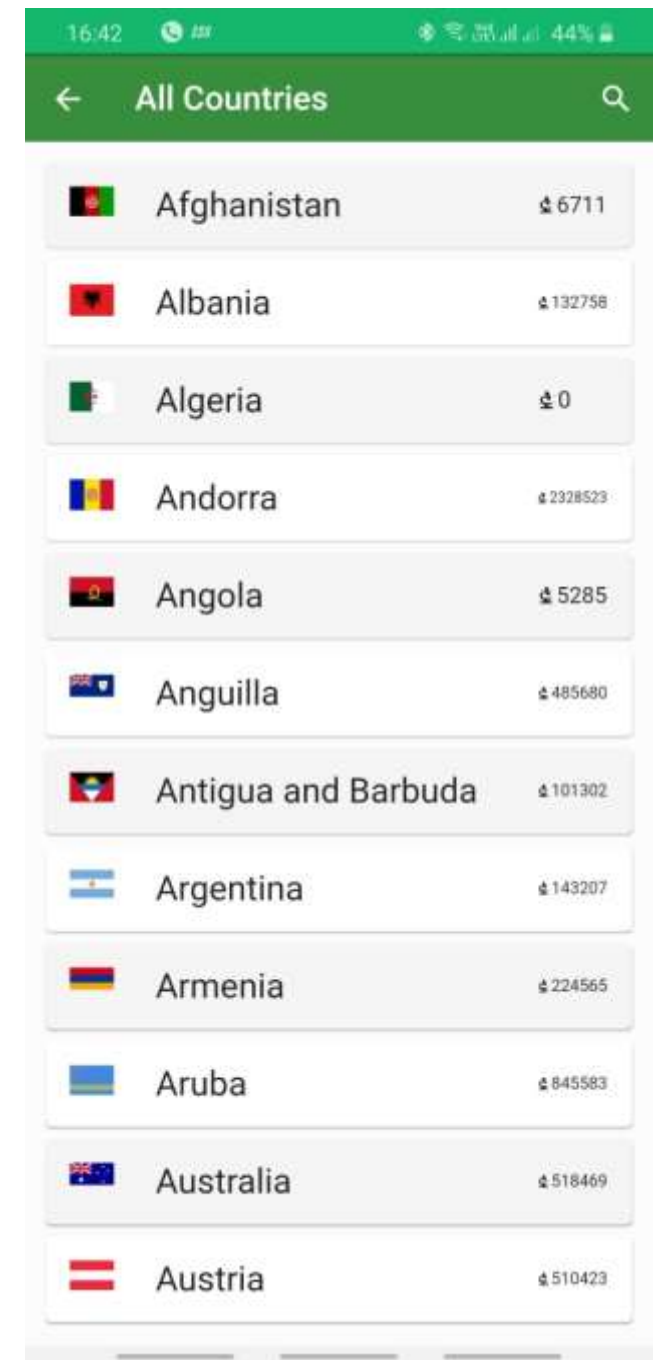 16:42 44%
All Countries
Afghanistan 6711
Albania 132758
Algeria 0
Andorra 2328523
Angola 5285
Anguilla 485680
Antigua and Barbuda 101302
Argentina 143207
Armenia 224565
Aruba 845583
Australia 518469
Austria 510423